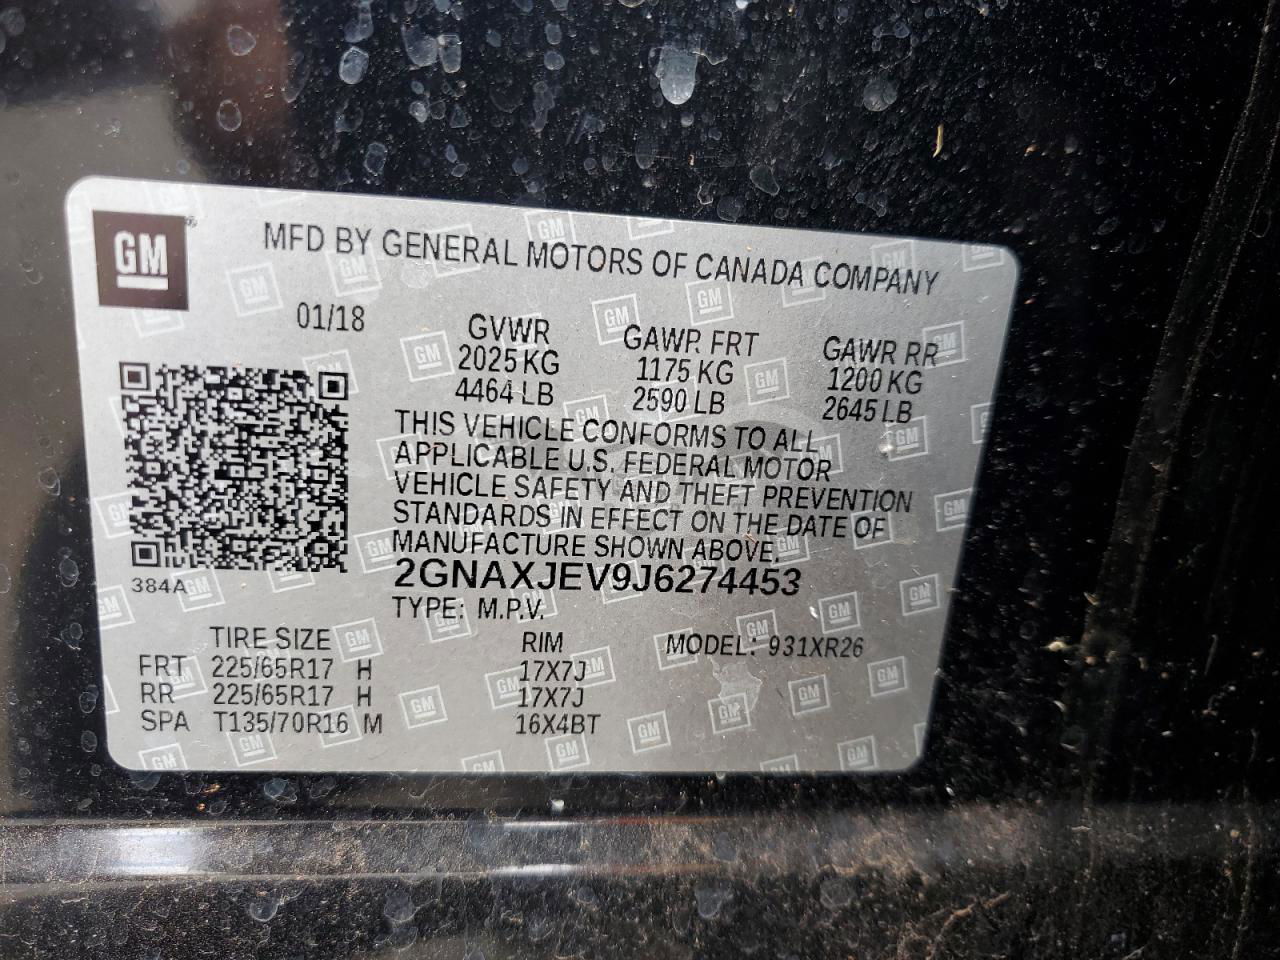 GM
MFD BY GENERAL MOTORS OF CANADA COMPANY
01/18
GVWR GAWR FRT GAWR RR
2025 KG 1175 KG 1200 KG
4464 LB 2590 LB 2645 LB
THIS VEHICLE CONFORMS TO ALL
APPLICABLE U.S. FEDERAL MOTOR
VEHICLE SAFETY AND THEFT PREVENTION
STANDARDS IN EFFECT ON THE DATE OF
MANUFACTURE SHOWN ABOVE.
384A
2GNAXJEV9J6274453
TYPE: M.P.V.
TIRE SIZE RIM MODEL: 931XR26
FRT 225/65R17 H 17X7J
RR 225/65R17 H 17X7J
SPA T135/70R16 M 16X4BT